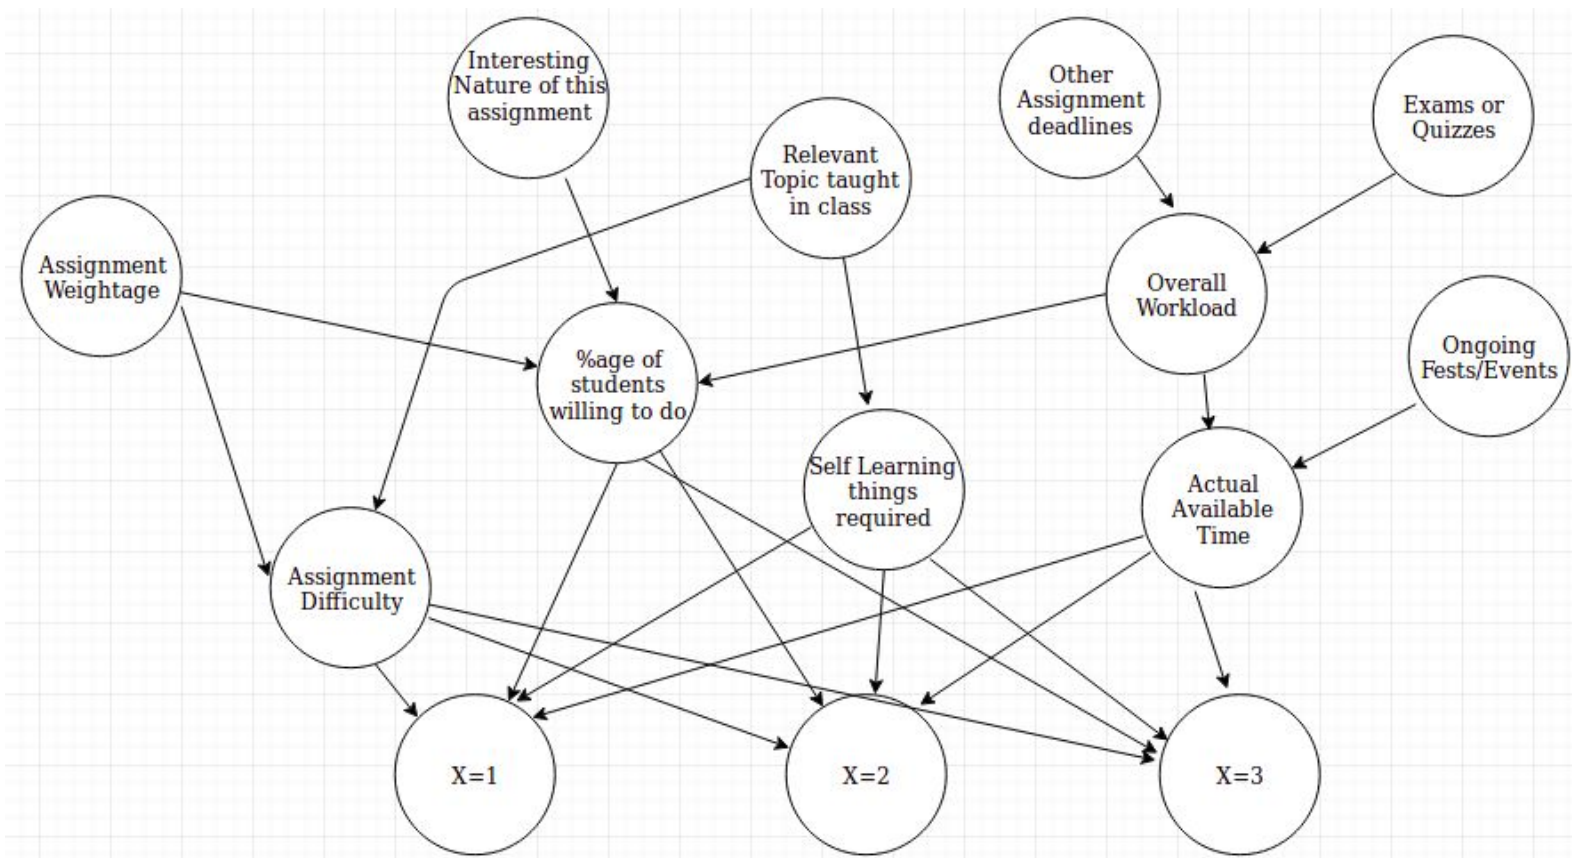 Interesting
Nature of this
assignment
Other
Assignment
deadlines
Exams or
Quizzes
Relevant
Topic taught
in class
Assignment
Weightage
Overall
Workload
%age of
students
willing to do
Ongoing
Fests/Events
Self Learning
things
required
Actual
Available
Time
Assignment
Difficulty
X=1
X=2
X=3